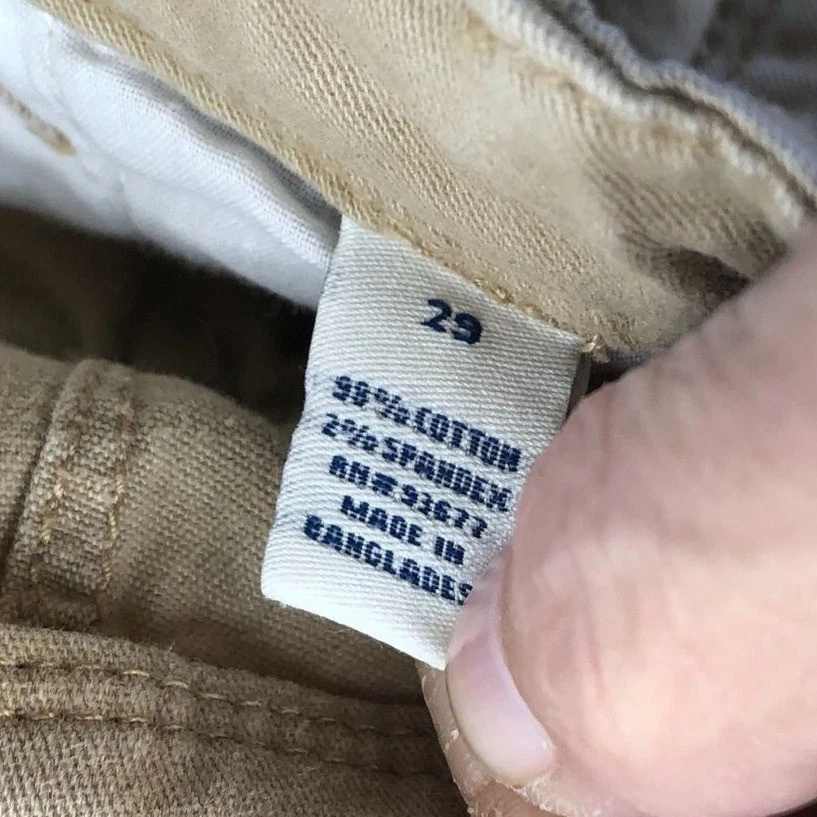 29
98% COTTON
2% SPANDEX
RN# 93677
MADE IN
BANGLADES